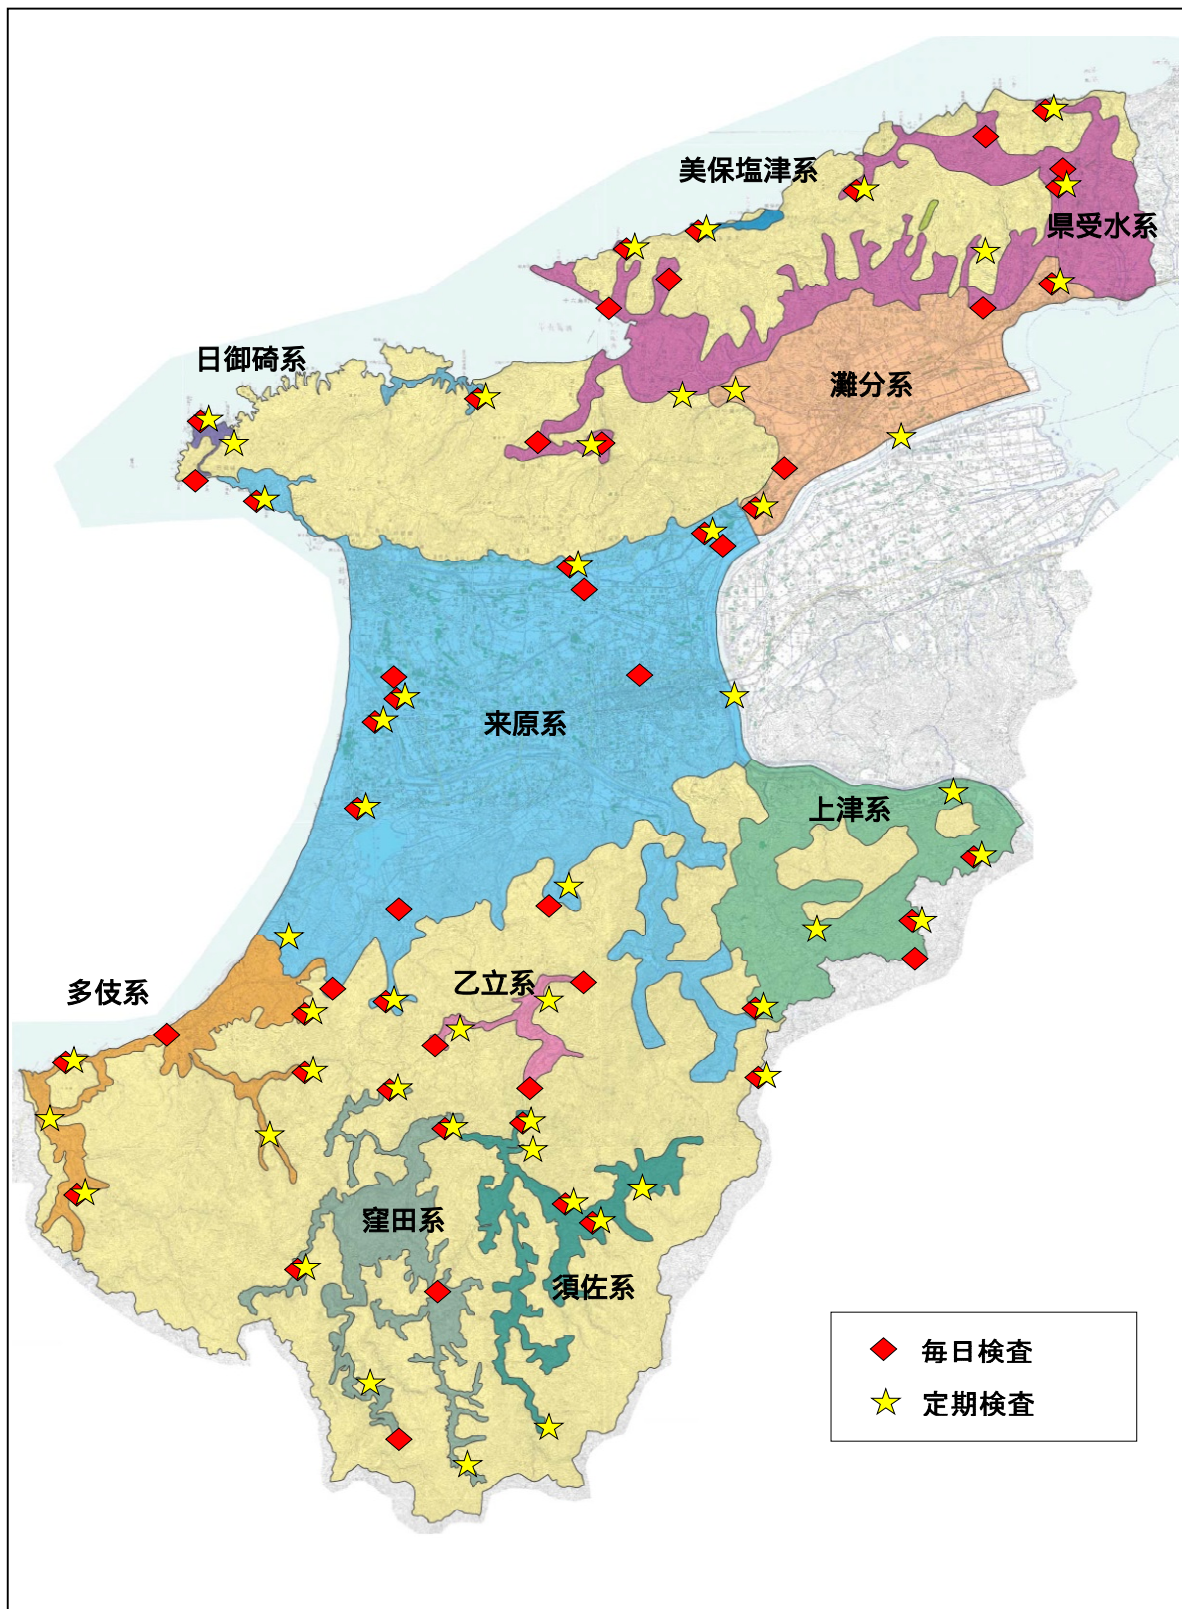 美保塩津系
県受水系
日御碕系
灘分系
来原系
上津系
乙立系
多伎系
窪田系
須佐系
毎日検査
定期検査